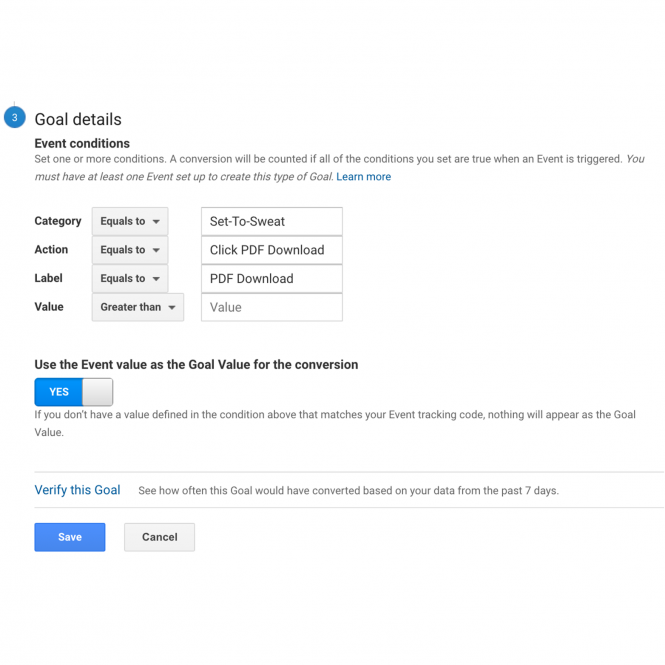 3
Goal details
Event conditions
Set one or more conditions. A conversion will be counted if all of the conditions you set are true when an Event is triggered. You
must have at least one Event set up to create this type of Goal. Learn more
Category Equals to Set-To-Sweat
Action Equals to Click PDF Download
Label Equals to PDF Download
Value Greater than Value
Use the Event value as the Goal Value for the conversion
YES
If you don't have a value defined in the condition above that matches your Event tracking code, nothing will appear as the Goal
Value.
Verify this Goal See how often this Goal would have converted based on your data from the past 7 days.
Save Cancel